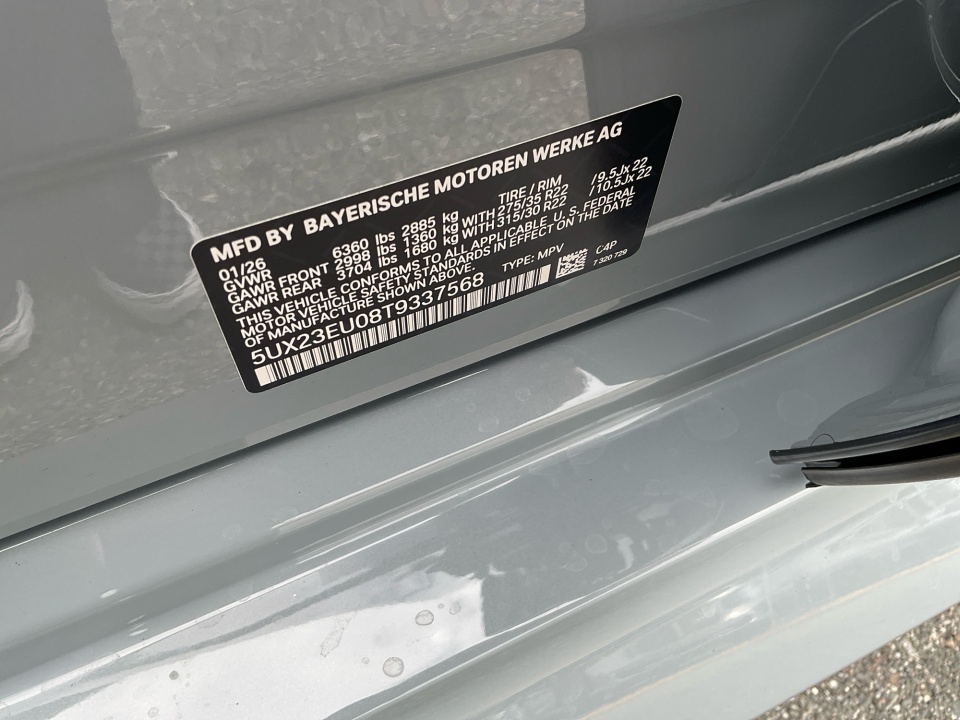 MFD BY BAYERISCHE MOTOREN WERKE AG
01/26 TIRE / RIM
GVWR 6360 lbs 2885 kg
GAWR FRONT 2998 lbs 1360 kg WITH 275/35 R22 / 9.5Jx 22
GAWR REAR 3704 lbs 1680 kg WITH 315/30 R22 / 10.5Jx 22
THIS VEHICLE CONFORMS TO ALL APPLICABLE U. S. FEDERAL
MOTOR VEHICLE SAFETY STANDARDS IN EFFECT ON THE DATE
OF MANUFACTURE SHOWN ABOVE.
5UX23EU08T9337568 TYPE: MPV C4P
7 320 729